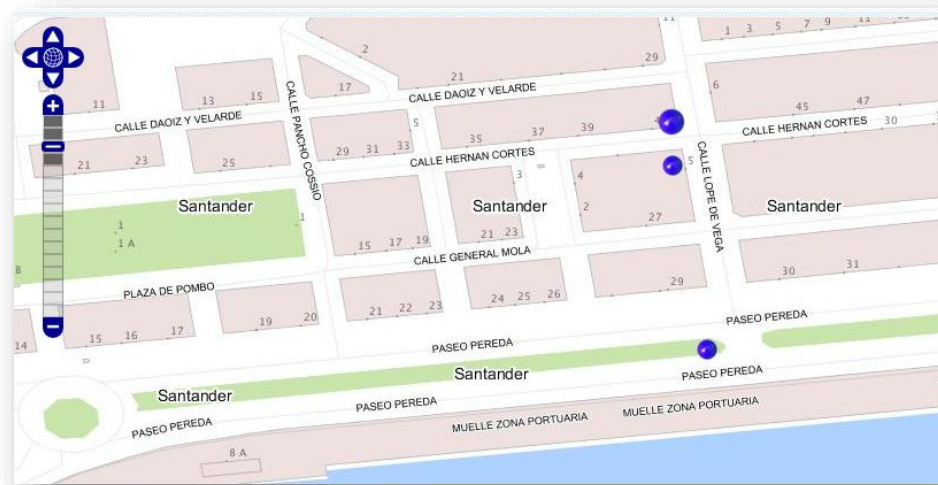 11
1 3 5 7 9 11
2
29
21
17
6
13 15
11
45 47
30
CALLE DAOIZ Y VELARDE
CALLE DAOIZ Y VELARDE
CALLE PANCHO COSSIO
5
35 37 39 4
CALLE HERNAN CORTES
29 31 33
CALLE HERNAN CORTES
21 23
25
CALLE LOPE DE VEGA
5
3
4
Santander
Santander
Santander
2
27
1
1 A
1
15 17 19
21 23
CALLE GENERAL MOLA
8
PLAZA DE POMBO
30 31
29
24 25 26
21 22 23
19 20
15 16 17
14
PASEO PEREDA
PASEO PEREDA
Santander
PASEO PEREDA
Santander
PASEO PEREDA
PASEO PEREDA
MUELLE ZONA PORTUARIA
MUELLE ZONA PORTUARIA
8 A